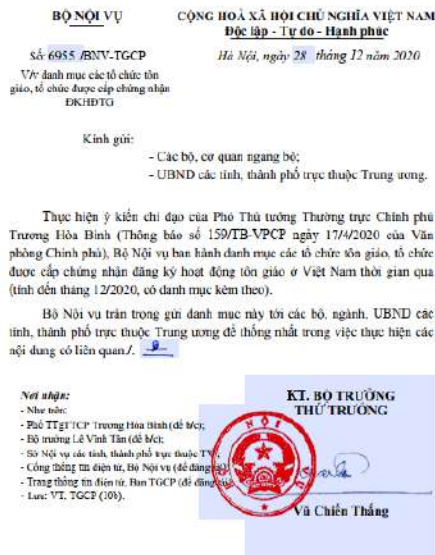 BỘ NỘI VỤ
CỘNG HOÀ XÃ HỘI CHỦ NGHĨA VIỆT NAM
Độc lập - Tự do - Hạnh phúc
Số: 6955 /BNV-TGCP
Hà Nội, ngày 28 tháng 12 năm 2020
V/v danh mục các tổ chức tôn
giáo, tổ chức được cấp chứng nhận
ĐKHĐTG
Kính gửi:
- Các bộ, cơ quan ngang bộ;
- UBND các tỉnh, thành phố trực thuộc Trung ương.
Thực hiện ý kiến chỉ đạo của Phó Thủ tướng Thường trực Chính phủ
Trương Hòa Bình (Thông báo số 159/TB-VPCP ngày 17/4/2020 của Văn
phòng Chính phủ), Bộ Nội vụ ban hành danh mục các tổ chức tôn giáo, tổ chức
được cấp chứng nhận đăng ký hoạt động tôn giáo ở Việt Nam thời gian qua
(tính đến tháng 12/2020, có danh mục kèm theo).
Bộ Nội vụ trân trọng gửi danh mục này tới các bộ, ngành, UBND các
tỉnh, thành phố trực thuộc Trung ương để thống nhất trong việc thực hiện các
nội dung có liên quan./.
Nơi nhận:
- Như trên;
- Phó TTgTTCP Trương Hòa Bình (để b/c);
- Bộ trưởng Lê Vĩnh Tân (để b/c);
- Sở Nội vụ các tỉnh, thành phố trực thuộc TW;
- Cổng thông tin điện tử, Bộ Nội vụ (để đăng
- Trang thông tin điện tử, Ban TGCP (để đăng
- Lưu: VT, TGCP (10b).
KT. BỘ TRƯỞNG
THỨ TRƯỞNG
Vũ Chiến Thắng